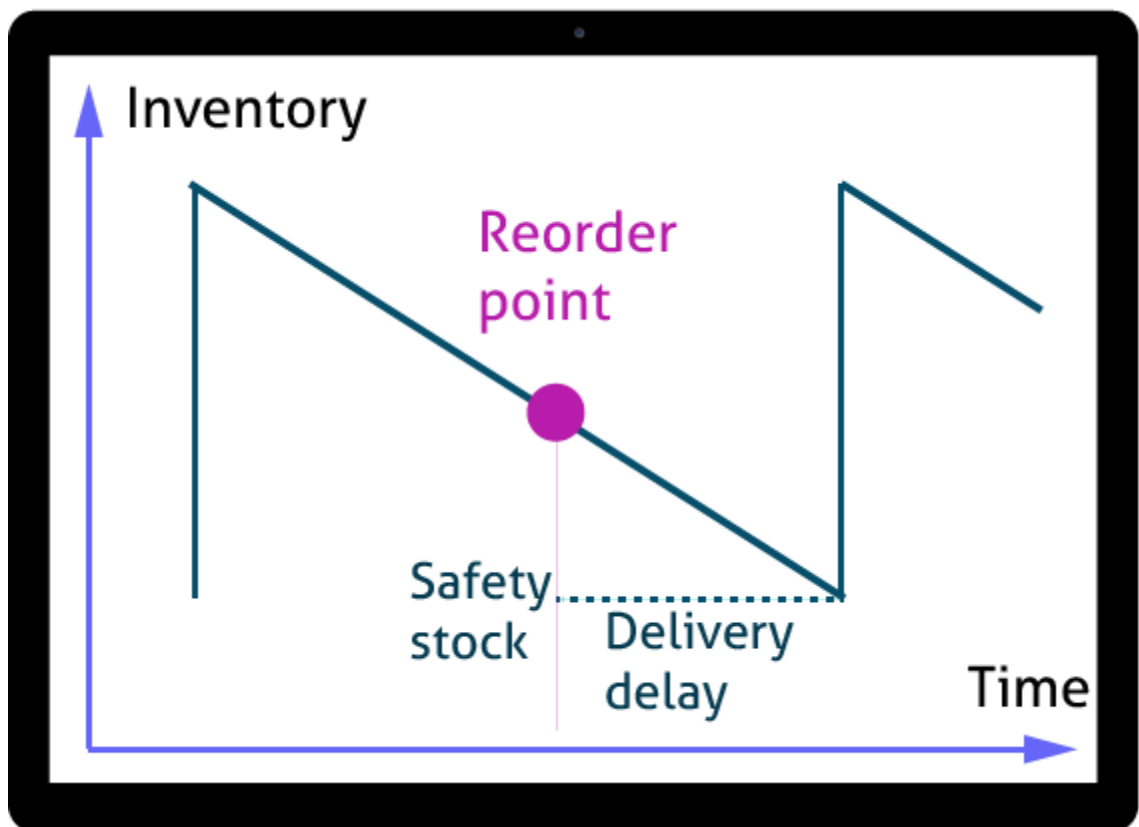 Inventory
Reorder
point
Safety
stock
Delivery
delay
Time